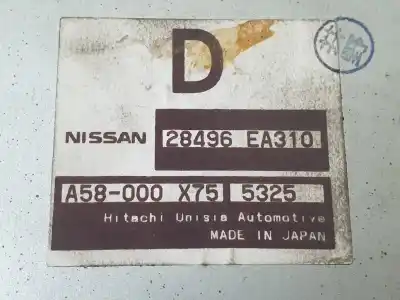 D
NISSAN 28496 EA310
A58-000 X75 5325
Hitachi Unisia Automotive
MADE IN JAPAN